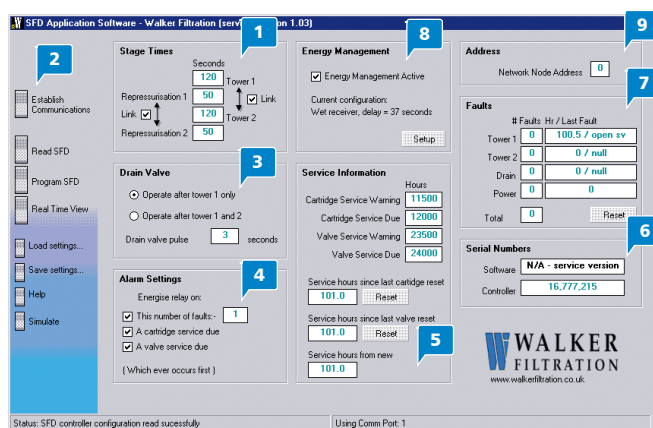 SFD Application Software - Walker Filtration (serv 1.03)
1
2
Establish
Communications
Read SFD
Program SFD
Real Time View
Load settings...
Save settings...
Help
Simulate
Stage Times
Seconds
120 Tower 1
Repressurisation 1 50
Link
Link 120 Tower 2
Repressurisation 2 50
3
Drain Valve
Operate after tower 1 only
Operate after tower 1 and 2
Drain valve pulse 3 seconds
4
Alarm Settings
Energise relay on:
This number of faults:- 1
A cartridge service due
A valve service due
( Which ever occurs first )
8
Energy Management
Energy Management Active
Current configuration:
Wet receiver, delay = 37 seconds
Setup
Service Information
Hours
Cartridge Service Warning 11500
Cartridge Service Due 12000
Valve Service Warning 23500
Valve Service Due 24000
Service hours since last cartidge reset
101.0 Reset
Service hours since last valve reset
101.0 Reset
5
Service hours from new
101.0
9
Address
Network Node Address 0
7
Faults
# Faults Hr / Last Fault
Tower 1 0 100.5 / open sv
Tower 2 0 0 / null
Drain 0 0 / null
Power 0 0
Total 0 Reset
6
Serial Numbers
Software N/A - service version
Controller 16,777,215
WALKER
FILTRATION
www.walkerfiltration.co.uk
Status: SFD controller configuration read sucessfully
Using Comm Port: 1